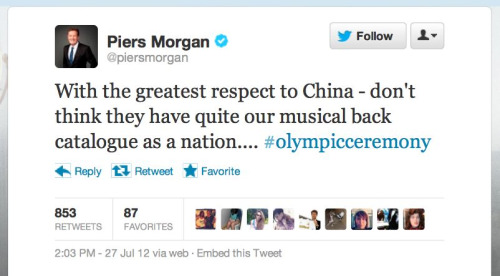 Piers Morgan
@piersmorgan
Follow
With the greatest respect to China - don't
think they have quite our musical back
catalogue as a nation.... #olympicceremony
Reply Retweet Favorite
853 87
RETWEETS FAVORITES
2:03 PM - 27 Jul 12 via web · Embed this Tweet